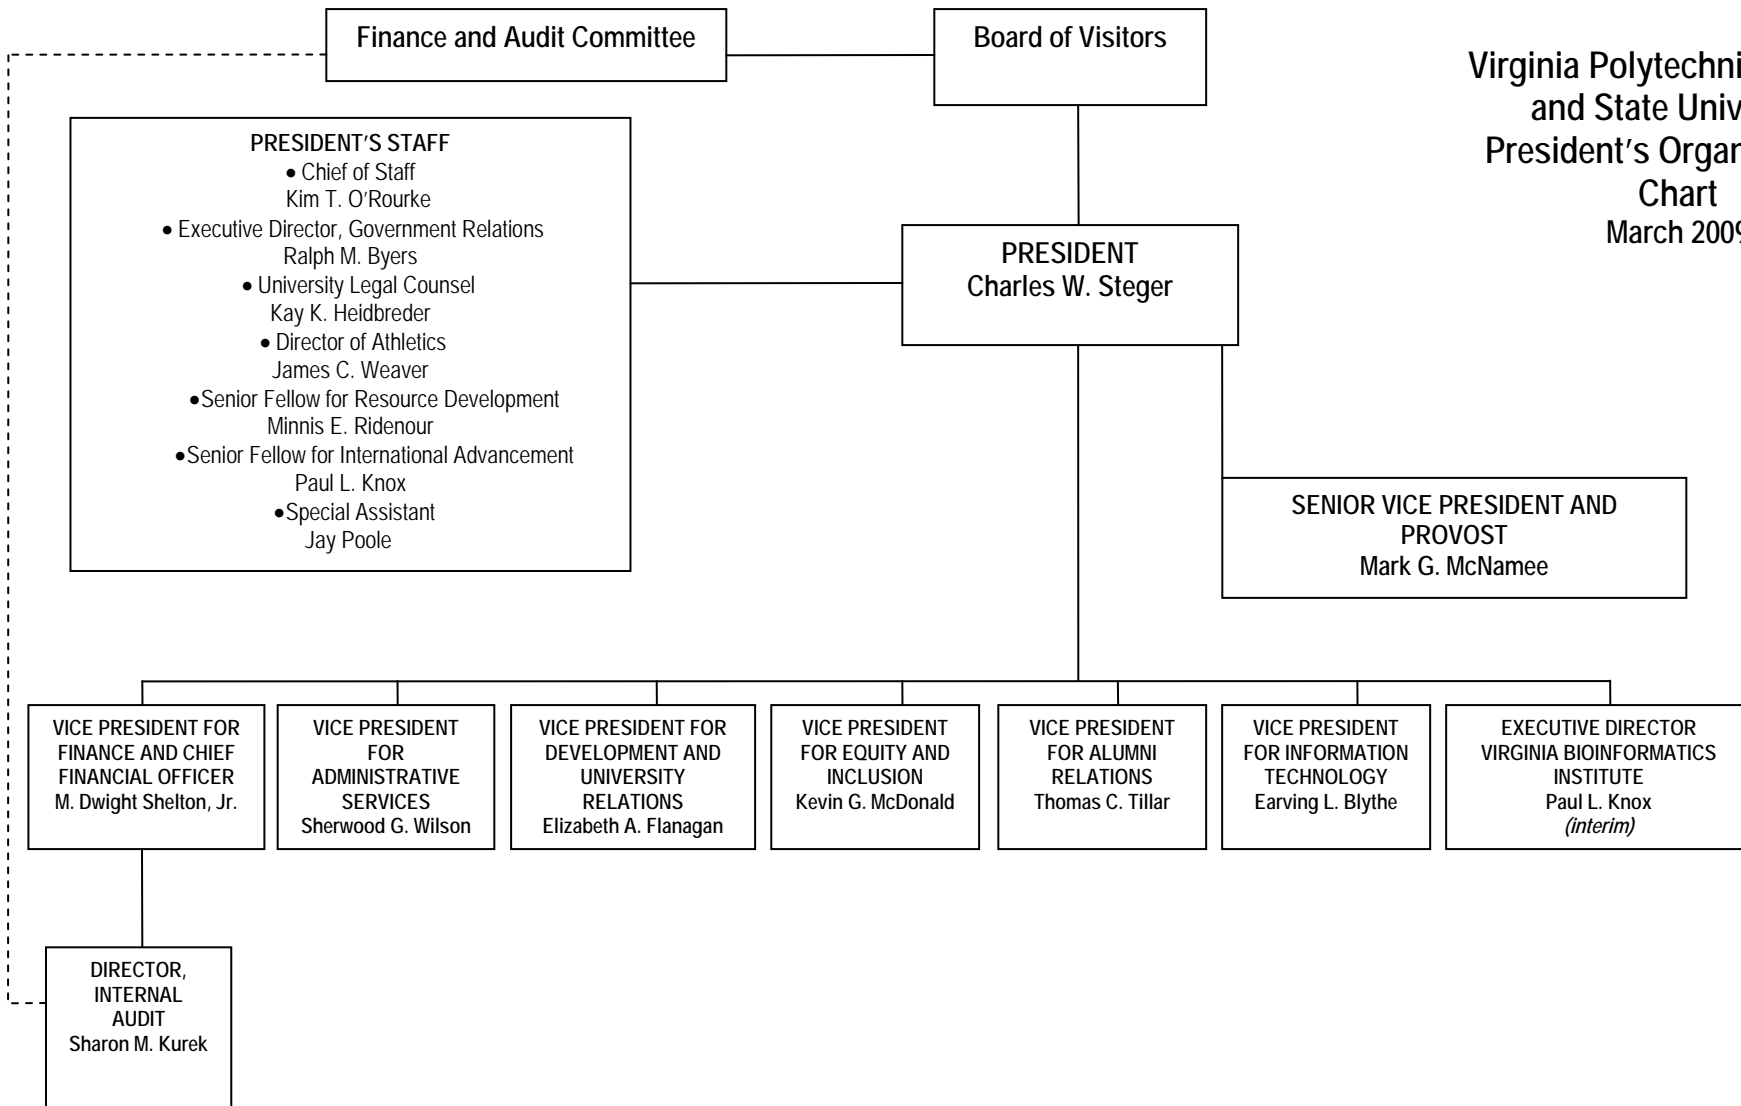 Finance and Audit Committee
Board of Visitors
Virginia Polytechni
and State Univ
President's Organ
Chart
March 2009
PRESIDENT'S STAFF
• Chief of Staff
Kim T. O'Rourke
• Executive Director, Government Relations
Ralph M. Byers
• University Legal Counsel
Kay K. Heidbreder
• Director of Athletics
James C. Weaver
•Senior Fellow for Resource Development
Minnis E. Ridenour
•Senior Fellow for International Advancement
Paul L. Knox
•Special Assistant
Jay Poole
PRESIDENT
Charles W. Steger
SENIOR VICE PRESIDENT AND
PROVOST
Mark G. McNamee
VICE PRESIDENT FOR
FINANCE AND CHIEF
FINANCIAL OFFICER
M. Dwight Shelton, Jr.
VICE PRESIDENT
FOR
ADMINISTRATIVE
SERVICES
Sherwood G. Wilson
VICE PRESIDENT FOR
DEVELOPMENT AND
UNIVERSITY
RELATIONS
Elizabeth A. Flanagan
VICE PRESIDENT
FOR EQUITY AND
INCLUSION
Kevin G. McDonald
VICE PRESIDENT
FOR ALUMNI
RELATIONS
Thomas C. Tillar
VICE PRESIDENT
FOR INFORMATION
TECHNOLOGY
Earving L. Blythe
EXECUTIVE DIRECTOR
VIRGINIA BIOINFORMATICS
INSTITUTE
Paul L. Knox
(interim)
DIRECTOR,
INTERNAL
AUDIT
Sharon M. Kurek